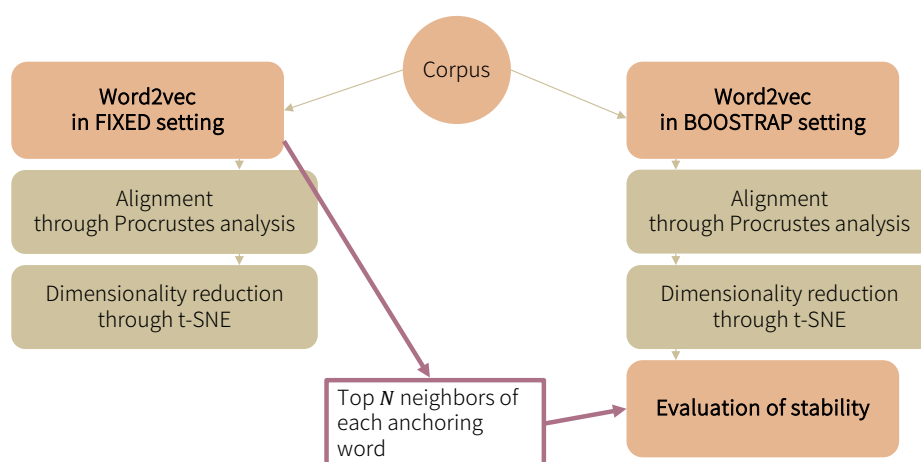 Corpus
Word2vec
in FIXED setting
Alignment
through Procrustes analysis
Dimensionality reduction
through t-SNE
Word2vec
in BOOSTRAP setting
Alignment
through Procrustes analysis
Dimensionality reduction
through t-SNE
Top N neighbors of
each anchoring
word
Evaluation of stability